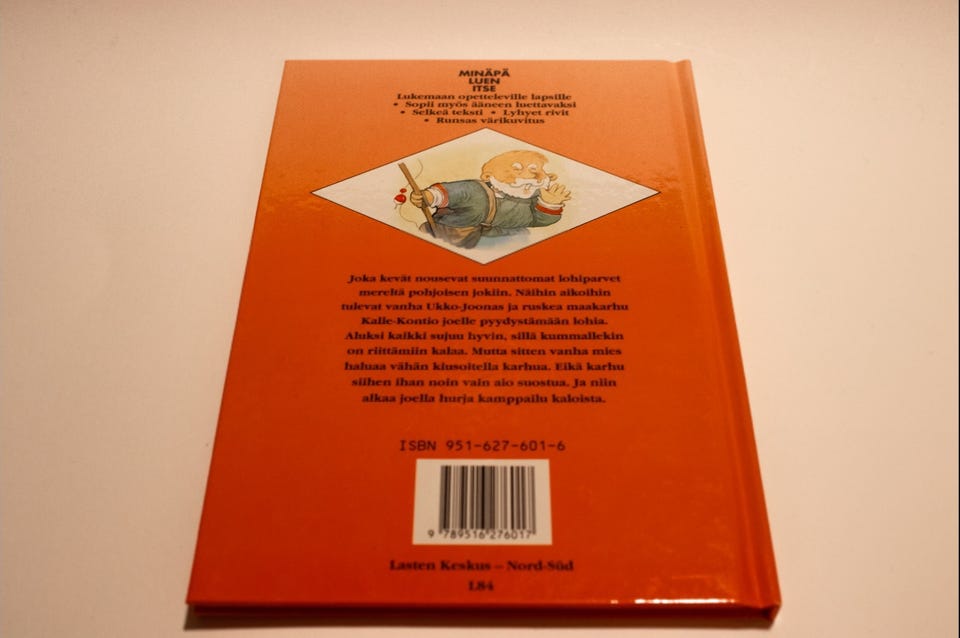 MINÄPÄ
LUEN
ITSE
Lukemaan opetteleville lapsille
• Sopii myös ääneen luettavaksi
• Selkeä teksti • Lyhyet rivit
• Runsas värikuvitus
Joka kevät nousevat suunnattomat lohiparvet
mereltä pohjoisen jokiin. Näihin aikoihin
tulevat vanha Ukko-Joonas ja ruskea maakarhu
Kalle-Kontio joelle pyydystämään lohia.
Aluksi kaikki sujuu hyvin, sillä kummallekin
on riittämiin kalaa. Mutta sitten vanha mies
haluaa vähän kiusoitella karhua. Eikä karhu
siihen ihan noin vain aio suostua. Ja niin
alkaa joella hurja kamppailu kaloista.
ISBN 951-627-601-6
9 789516 276017
Lasten Keskus – Nord-Süd
L84